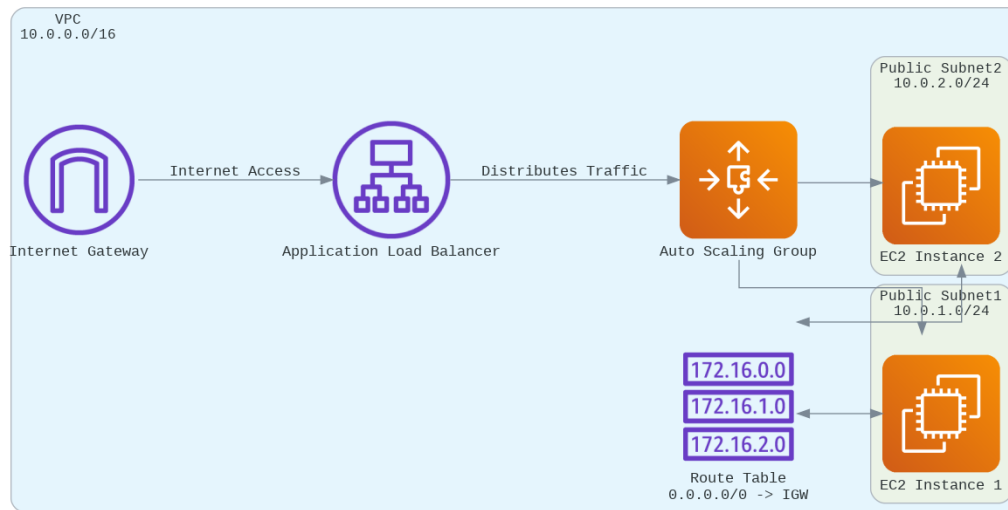 VPC
10.0.0.0/16
Public Subnet2
10.0.2.0/24
Internet Access
Distributes Traffic
Internet Gateway
Application Load Balancer
Auto Scaling Group
EC2 Instance 2
Public Subnet1
10.0.1.0/24
172.16.0.0
172.16.1.0
172.16.2.0
Route Table
0.0.0.0/0 -> IGW
EC2 Instance 1